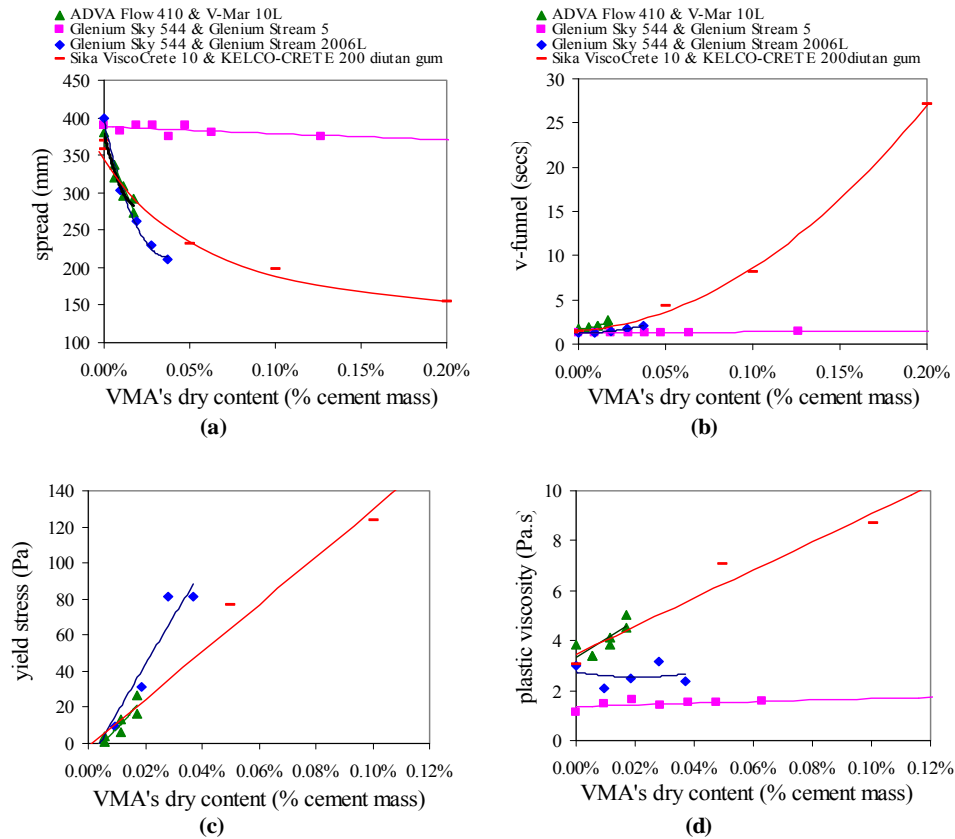 ADVA Flow 410 & V-Mar 10L
Glenium Sky 544 & Glenium Stream 5
Glenium Sky 544 & Glenium Stream 2006L
Sika ViscoCrete 10 & KELCO-CRETE 200 diutan gum
450
400
350
300
250
200
150
100
spread (mm)
0.00% 0.05% 0.10% 0.15% 0.20%
VMA's dry content (% cement mass)
(a)
ADVA Flow 410 & V-Mar 10L
Glenium Sky 544 & Glenium Stream 5
Glenium Sky 544 & Glenium Stream 2006L
Sika ViscoCrete 10 & KELCO-CRETE 200diutan gum
30
25
20
15
10
5
0
v-funnel (secs)
0.00% 0.05% 0.10% 0.15% 0.20%
VMA's dry content (% cement mass)
(b)
140
120
100
80
60
40
20
0
yield stress (Pa)
0.00% 0.02% 0.04% 0.06% 0.08% 0.10% 0.12%
VMA's dry content (% cement mass)
(c)
10
8
6
4
2
0
plastic viscosity (Pa.s)
0.00% 0.02% 0.04% 0.06% 0.08% 0.10% 0.12%
VMA's dry content (% cement mass)
(d)